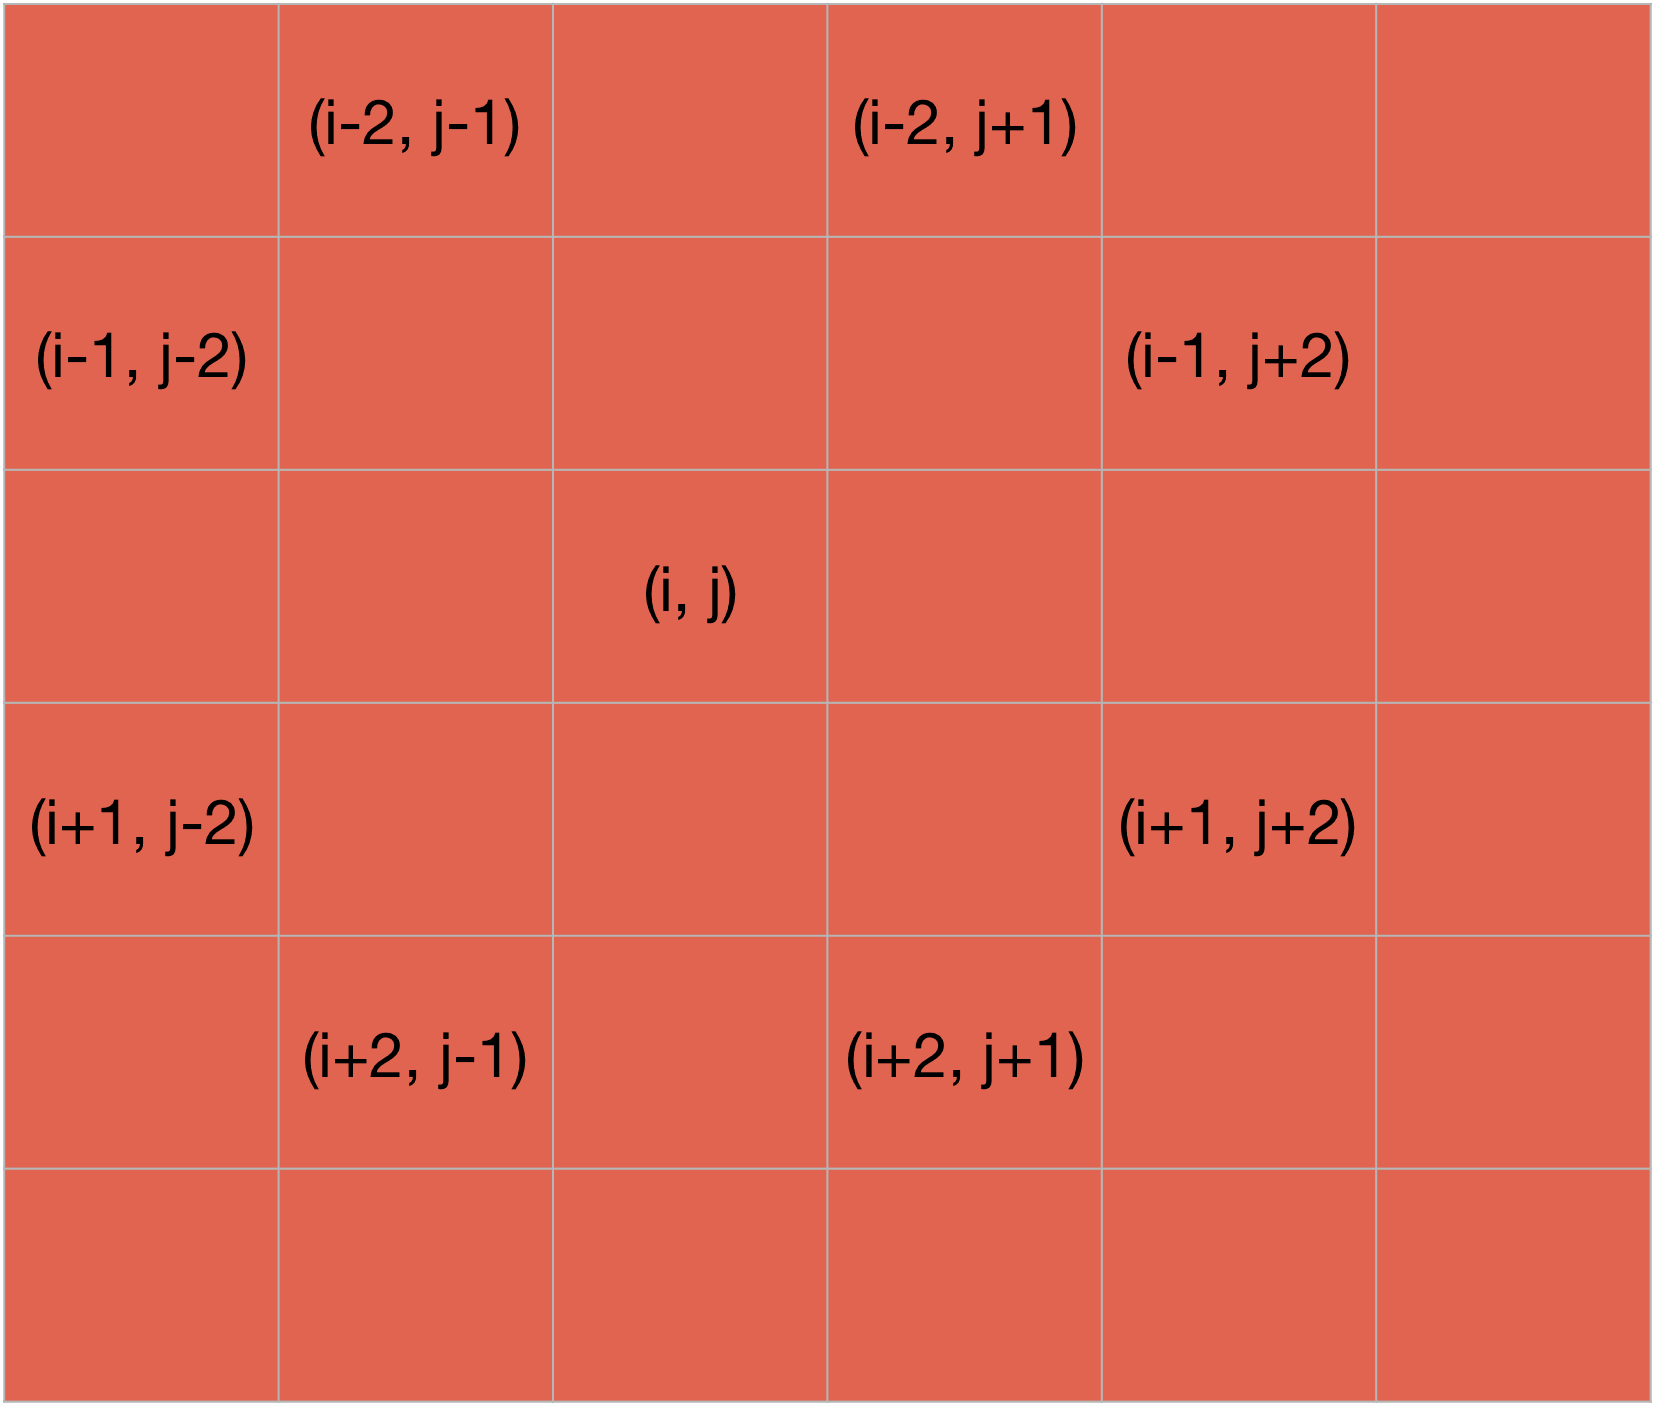 (i-2, j-1) (i-2, j+1)
(i-1, j-2) (i-1, j+2)
(i, j)
(i+1, j-2) (i+1, j+2)
(i+2, j-1) (i+2, j+1)